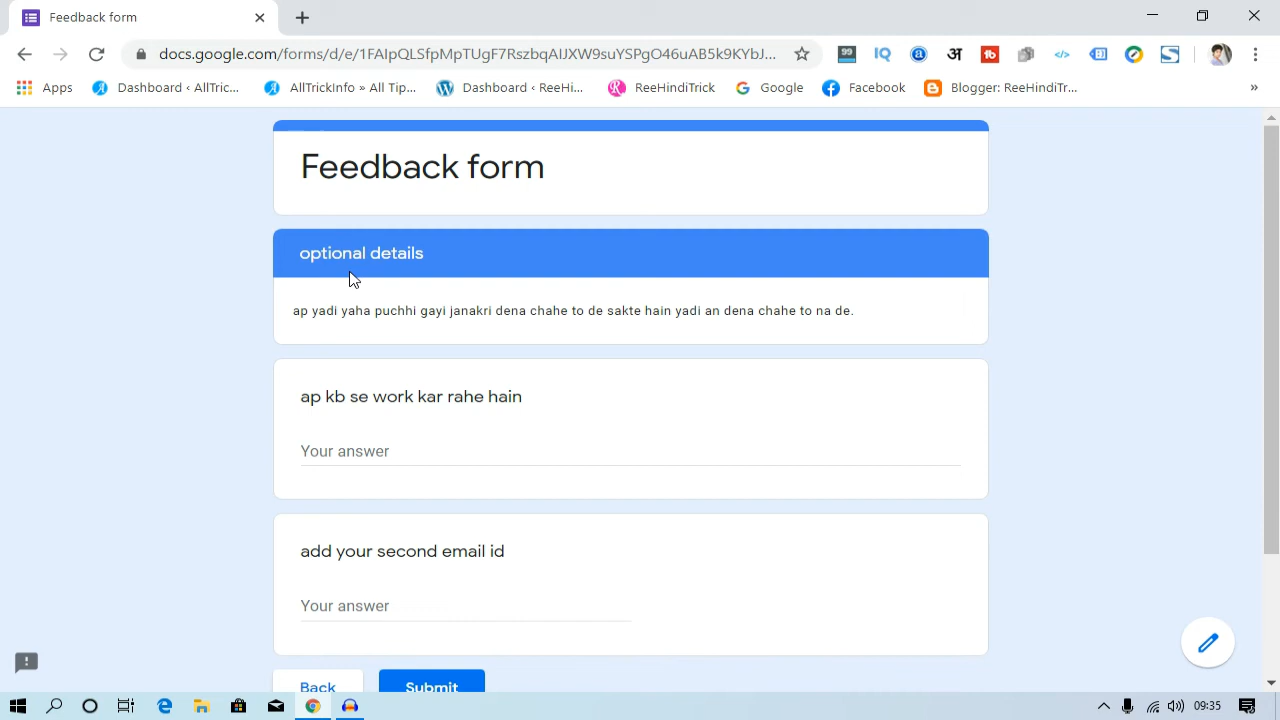 Feedback form
docs.google.com/forms/d/e/1FAIpQLSfpMpTUgF7RszbgAUXW9suYSPgO46uAB5k9KYbJ...
99 IQ a अ </>
Apps Dashboard ‹ AllTric... AllTrickInfo » All Tip... Dashboard ‹ ReeHi... ReeHindiTrick Google Facebook Blogger: ReeHindiTr... »
Feedback form
optional details
ap yadi yaha puchhi gayi janakri dena chahe to de sakte hain yadi an dena chahe to na de.
ap kb se work kar rahe hain
Your answer
add your second email id
Your answer
Back Submit
09:35